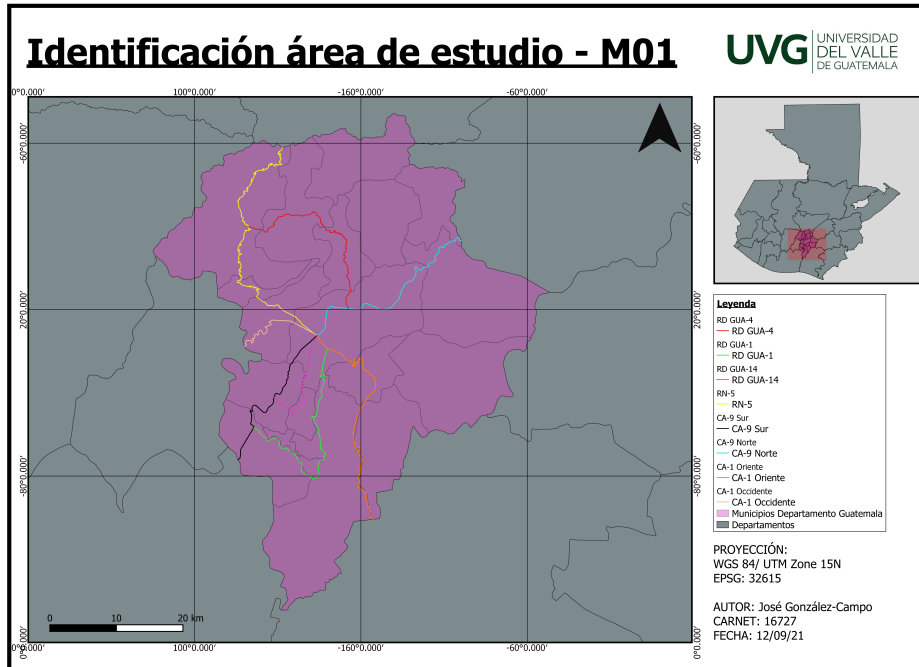 Identificación área de estudio - M01
UVG
UNIVERSIDAD
DEL VALLE
DE GUATEMALA
0°0.000'
100°0.000'
-160°0.000'
-60°0.000'
0°0.000'
-60°0.000'
-60°0.000'
20°0.000'
20°0.000'
-80°0.000'
-80°0.000'
0°0.000'
0°0.000'
0 10 20 km
0°0.000'
100°0.000'
-160°0.000'
-60°0.000'
Leyenda
RD GUA-4
RD GUA-4
RD GUA-1
RD GUA-1
RD GUA-14
RD GUA-14
RN-5
RN-5
CA-9 Sur
CA-9 Sur
CA-9 Norte
CA-9 Norte
CA-1 Oriente
CA-1 Oriente
CA-1 Occidente
CA-1 Occidente
Municipios Departamento Guatemala
Departamentos
PROYECCIÓN:
WGS 84/ UTM Zone 15N
EPSG: 32615
AUTOR: José González-Campo
CARNET: 16727
FECHA: 12/09/21